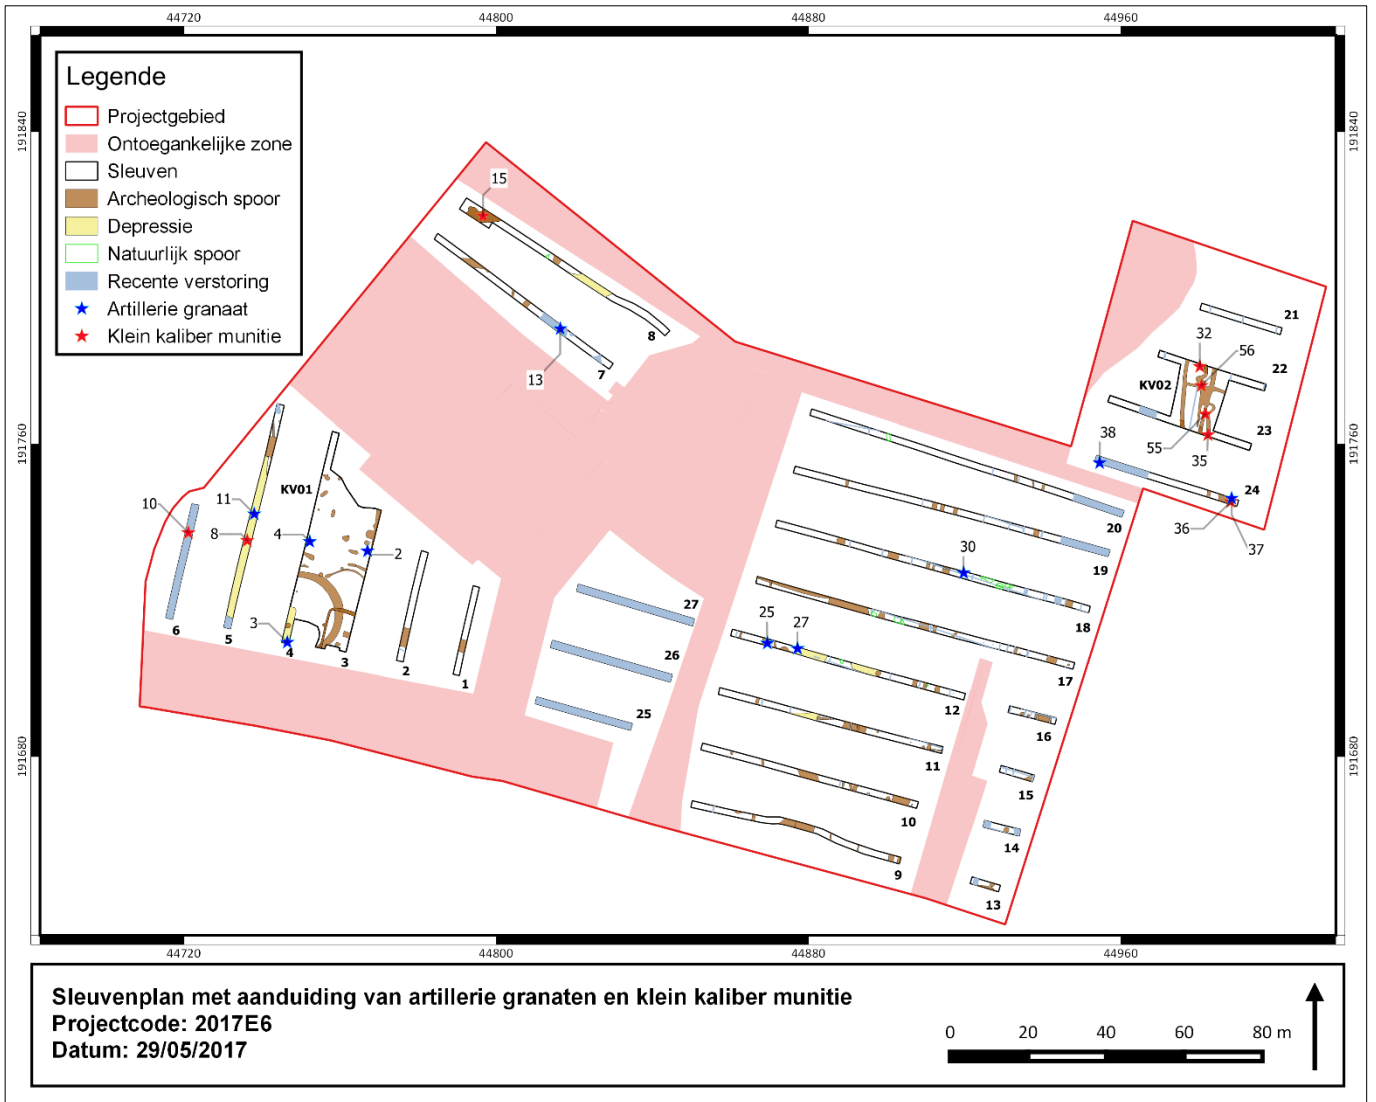 44720 44800 44880 44960
Legende
Projectgebied
Ontoegankelijke zone
Sleuven
Archeologisch spoor
Depressie
Natuurlijk spoor
Recente verstoring
Artillerie granaat
Klein kaliber munitie
191840
191840
15
8
13
7
21
32
56
22
KV02
23
55
35
38
24
36
37
191760
191760
KV01
10
11
8
4
2
3
6
5
4
3
2
1
20
19
30
18
17
25
27
12
27
26
25
16
11
15
10
14
9
13
191680
191680
44720 44800 44880 44960
Sleuvenplan met aanduiding van artillerie granaten en klein kaliber munitie
Projectcode: 2017E6
Datum: 29/05/2017
0 20 40 60 80 m